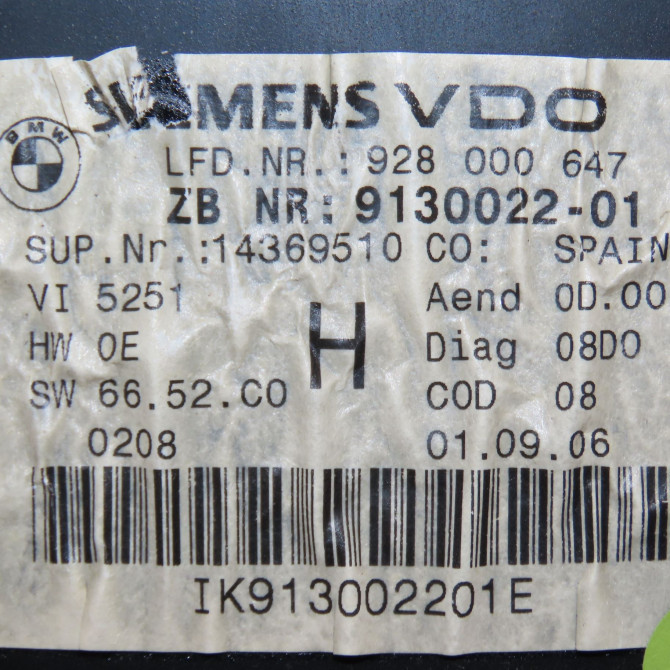 SIEMENS VDO
BMW
LFD.NR.: 928 000 647
ZB NR: 9130022-01
SUP.Nr.:14369510 CO: SPAIN
VI 5251 Aend 0D.00
H
HW 0E Diag 08D0
SW 66.52.C0 COD 08
0208 01.09.06
IK913002201E